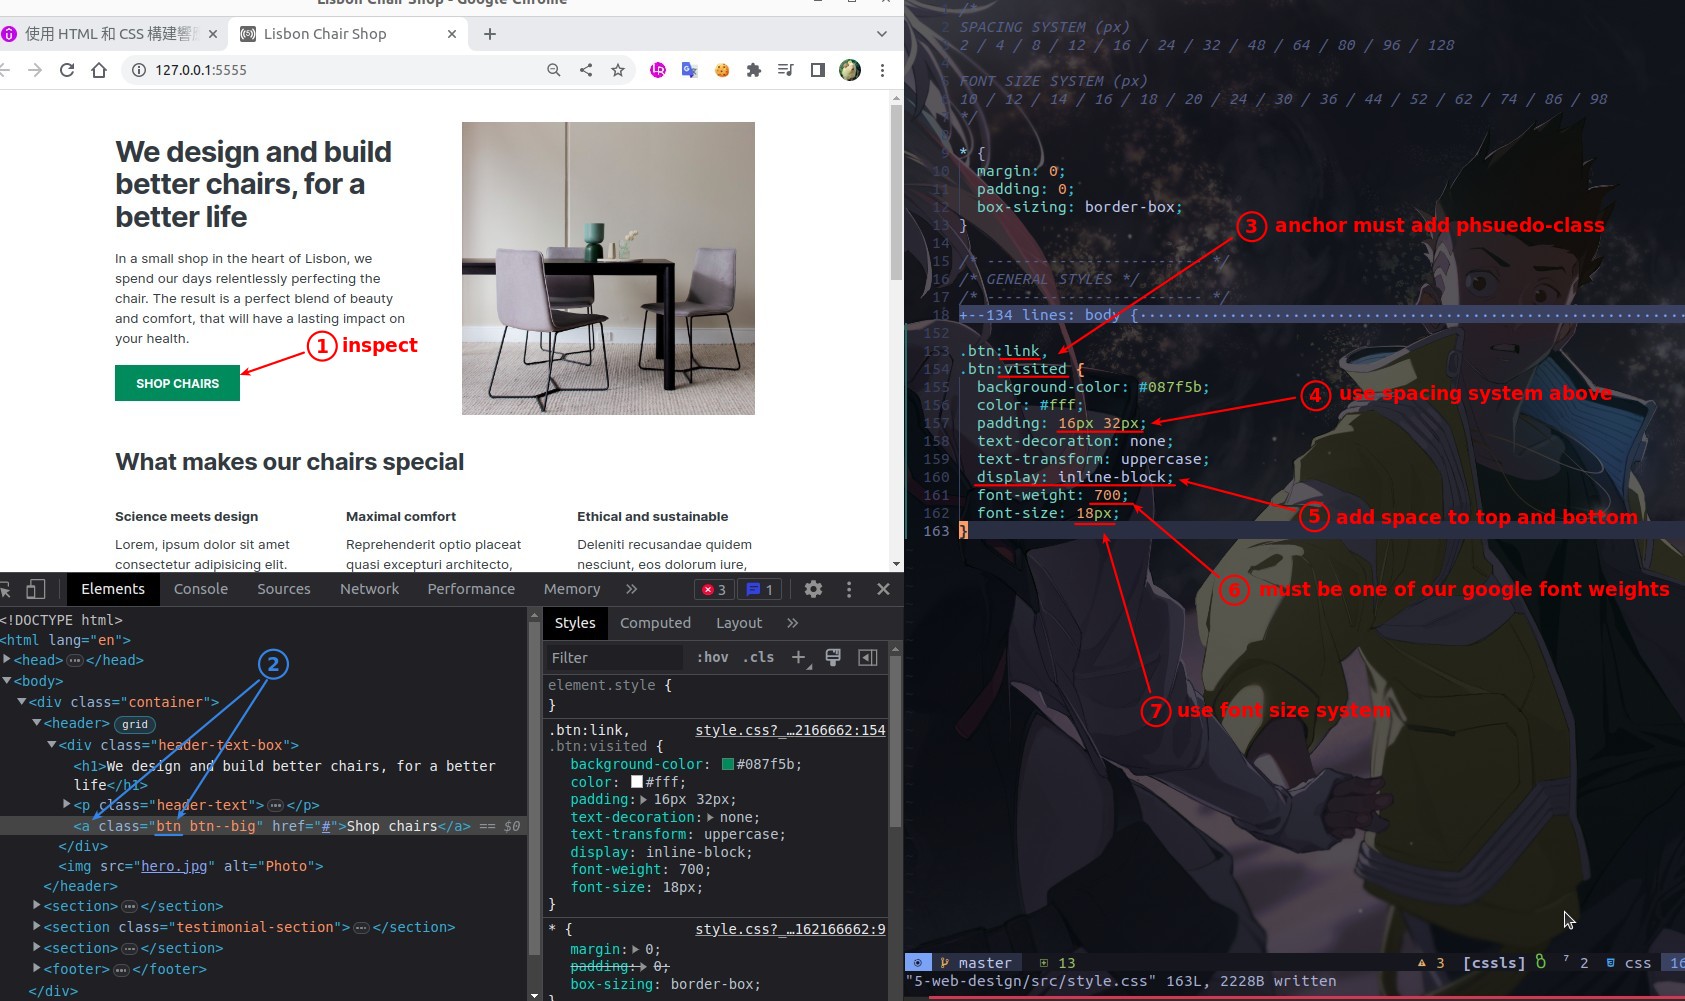 Lisbon Chair Shop - Google Chrome
使用 HTML 和 CSS 構建響應
Lisbon Chair Shop
127.0.0.1:5555
We design and build
better chairs, for a
better life
In a small shop in the heart of Lisbon, we
spend our days relentlessly perfecting the
chair. The result is a perfect blend of beauty
and comfort, that will have a lasting impact on
your health.
① inspect
SHOP CHAIRS
What makes our chairs special
Science meets design
Maximal comfort
Ethical and sustainable
Lorem, ipsum dolor sit amet
consectetur adipisicing elit.
Reprehenderit optio placeat
quasi excepturi architecto,
Deleniti recusandae quidem
nesciunt, eos dolorum iure,
Elements Console Sources Network Performance Memory » 3 1
<!DOCTYPE html>
<html lang="en">
<head>…</head>
②
<body>
<div class="container">
<header> grid
<div class="header-text-box">
<h1>We design and build better chairs, for a better
life</h1>
<p class="header-text">…</p>
<a class="btn btn--big" href="#">Shop chairs</a> == $0
</div>
<img src="hero.jpg" alt="Photo">
</header>
<section>…</section>
<section class="testimonial-section">…</section>
<section>…</section>
<footer>…</footer>
</div>
Styles Computed Layout »
Filter :hov .cls +
element.style {
}
.btn:link, style.css?_…2166662:154
.btn:visited {
background-color: #087f5b;
color: #fff;
padding: 16px 32px;
text-decoration: none;
text-transform: uppercase;
display: inline-block;
font-weight: 700;
font-size: 18px;
}
* { style.css?_…162166662:9
margin: 0;
padding: 0;
box-sizing: border-box;
}
/*
2 SPACING SYSTEM (px)
3 2 / 4 / 8 / 12 / 16 / 24 / 32 / 48 / 64 / 80 / 96 / 128
4
5 FONT SIZE SYSTEM (px)
6 10 / 12 / 14 / 16 / 18 / 20 / 24 / 30 / 36 / 44 / 52 / 62 / 74 / 86 / 98
7 */
8
9 * {
10 margin: 0;
11 padding: 0;
12 box-sizing: border-box;
13 }
③ anchor must add phsuedo-class
14
15 /* ------------------------ */
16 /* GENERAL STYLES */
17 /* ------------------------ */
18 +--134 lines: body {
152
153 .btn:link,
154 .btn:visited {
155 background-color: #087f5b;
④ use spacing system above
156 color: #fff;
157 padding: 16px 32px;
158 text-decoration: none;
159 text-transform: uppercase;
160 display: inline-block;
161 font-weight: 700;
162 font-size: 18px;
⑤ add space to top and bottom
163 }
⑥ must be one of our google font weights
⑦ use font size system
master 13 3 [cssls] 2 css 16
"5-web-design/src/style.css" 163L, 2228B written